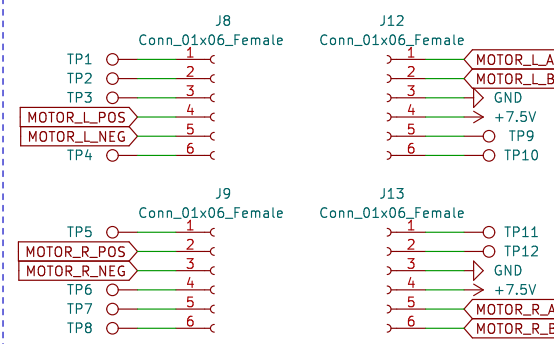 J8
Conn_01x06_Female
TP1 1
TP2 2
TP3 3
MOTOR_L_POS 4
MOTOR_L_NEG 5
TP4 6
J12
Conn_01x06_Female
1 MOTOR_L_A
2 MOTOR_L_B
3 GND
4 +7.5V
5 TP9
6 TP10
J9
Conn_01x06_Female
TP5 1
MOTOR_R_POS 2
MOTOR_R_NEG 3
TP6 4
TP7 5
TP8 6
J13
Conn_01x06_Female
1 TP11
2 TP12
3 GND
4 +7.5V
5 MOTOR_R_A
6 MOTOR_R_B